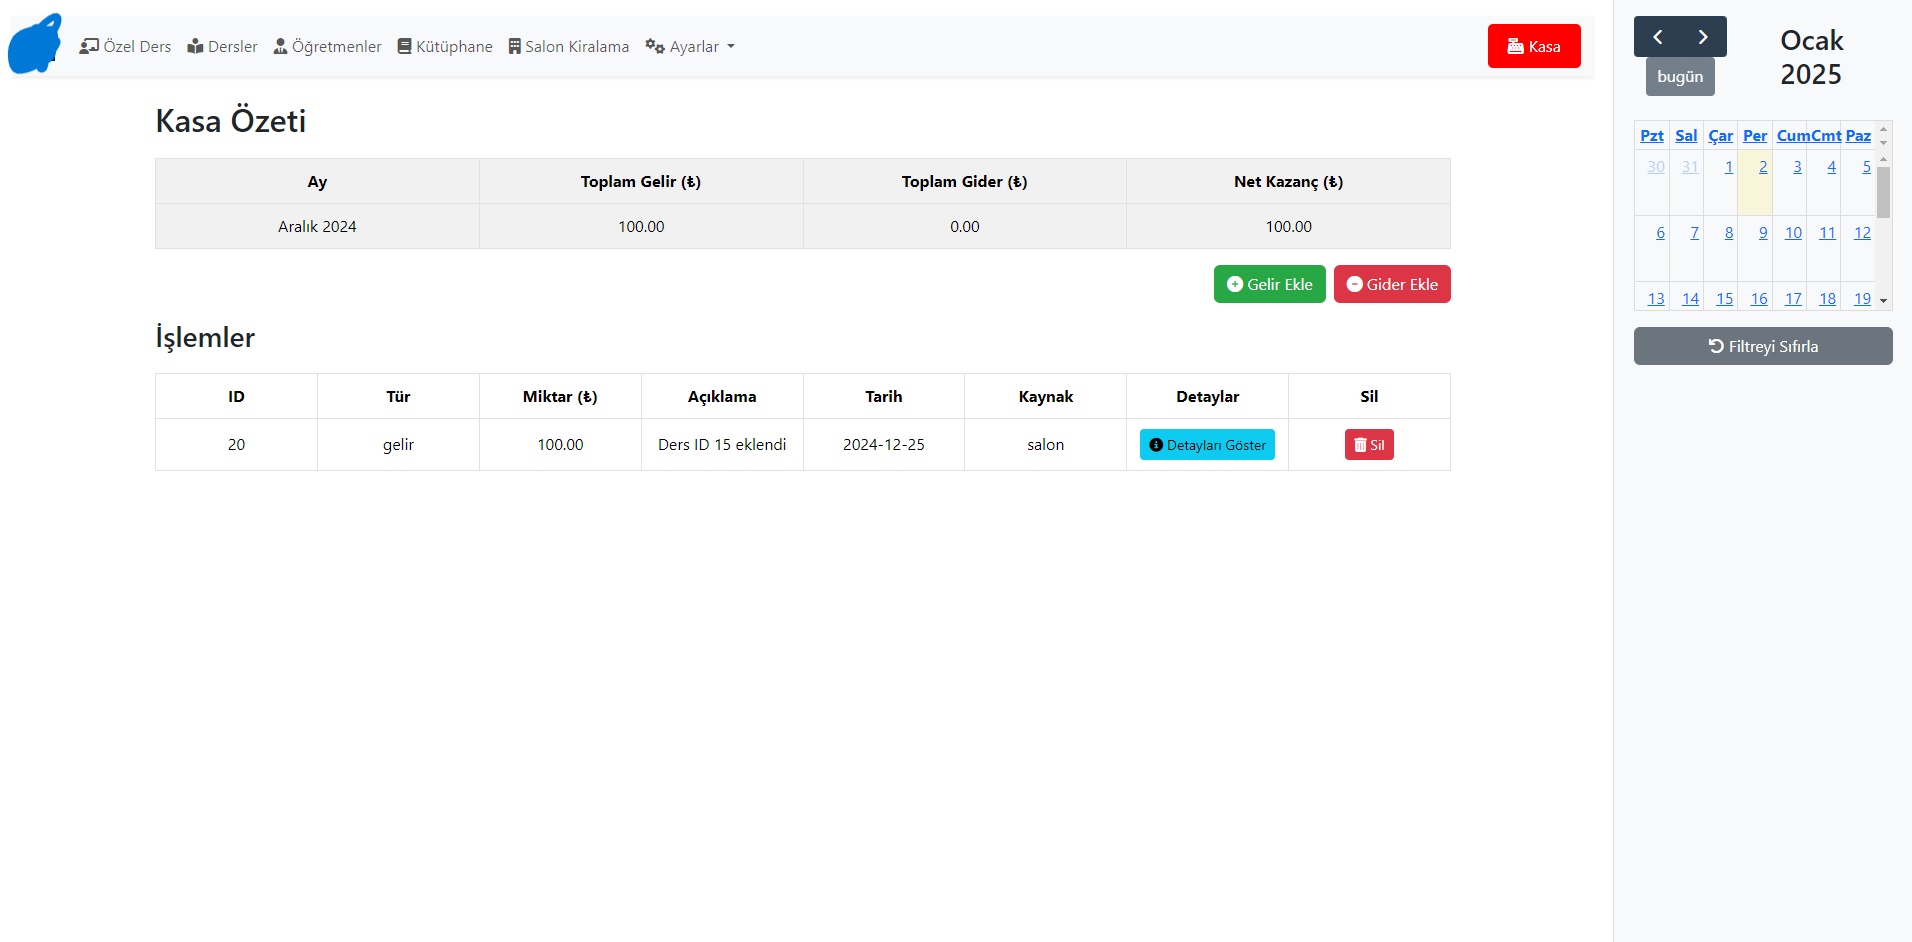 Özel Ders Dersler Öğretmenler Kütüphane Salon Kiralama Ayarlar Kasa
Kasa Özeti
Ay Toplam Gelir (₺) Toplam Gider (₺) Net Kazanç (₺)
Aralık 2024 100.00 0.00 100.00
Gelir Ekle Gider Ekle
İşlemler
ID Tür Miktar (₺) Açıklama Tarih Kaynak Detaylar Sil
20 gelir 100.00 Ders ID 15 eklendi 2024-12-25 salon Detayları Göster Sil
Ocak
2025
bugün
Pzt Sal Çar Per Cum Cmt Paz
30 31 1 2 3 4 5
6 7 8 9 10 11 12
13 14 15 16 17 18 19
Filtreyi Sıfırla